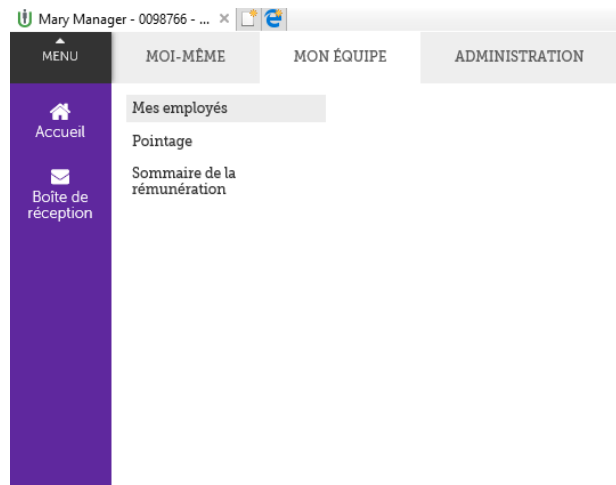 Mary Manager - 0098766 - ...
MENU
MOI-MÊME
MON ÉQUIPE
ADMINISTRATION
Accueil
Boîte de
réception
Mes employés
Pointage
Sommaire de la
rémunération